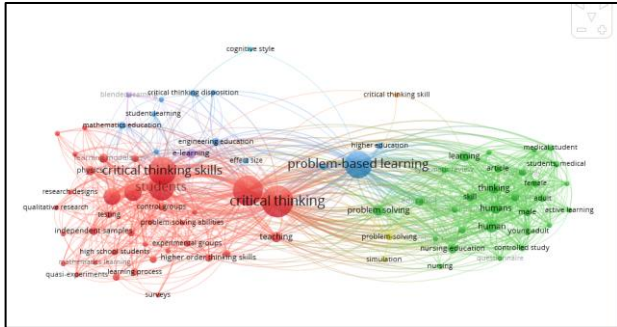 cognitive style
blended learning
critical thinking disposition
critical thinking skill
student learning
mathematics education
engineering education
e-learning
higher education
medical student
learning
effect size
problem-based learning
article
students, medical
critical thinking skills
students
thinking
female
skill
adult
research designs
qualitative research
control groups
testing
critical thinking
problem solving
humans
male
active learning
problem-solving abilities
independent samples
human
young adult
teaching
problem-solving
experimental groups
nursing education
controlled study
high school students
higher order thinking skills
simulation
nursing
questionnaire
mathematics learning
quasi-experiments
learning process
surveys